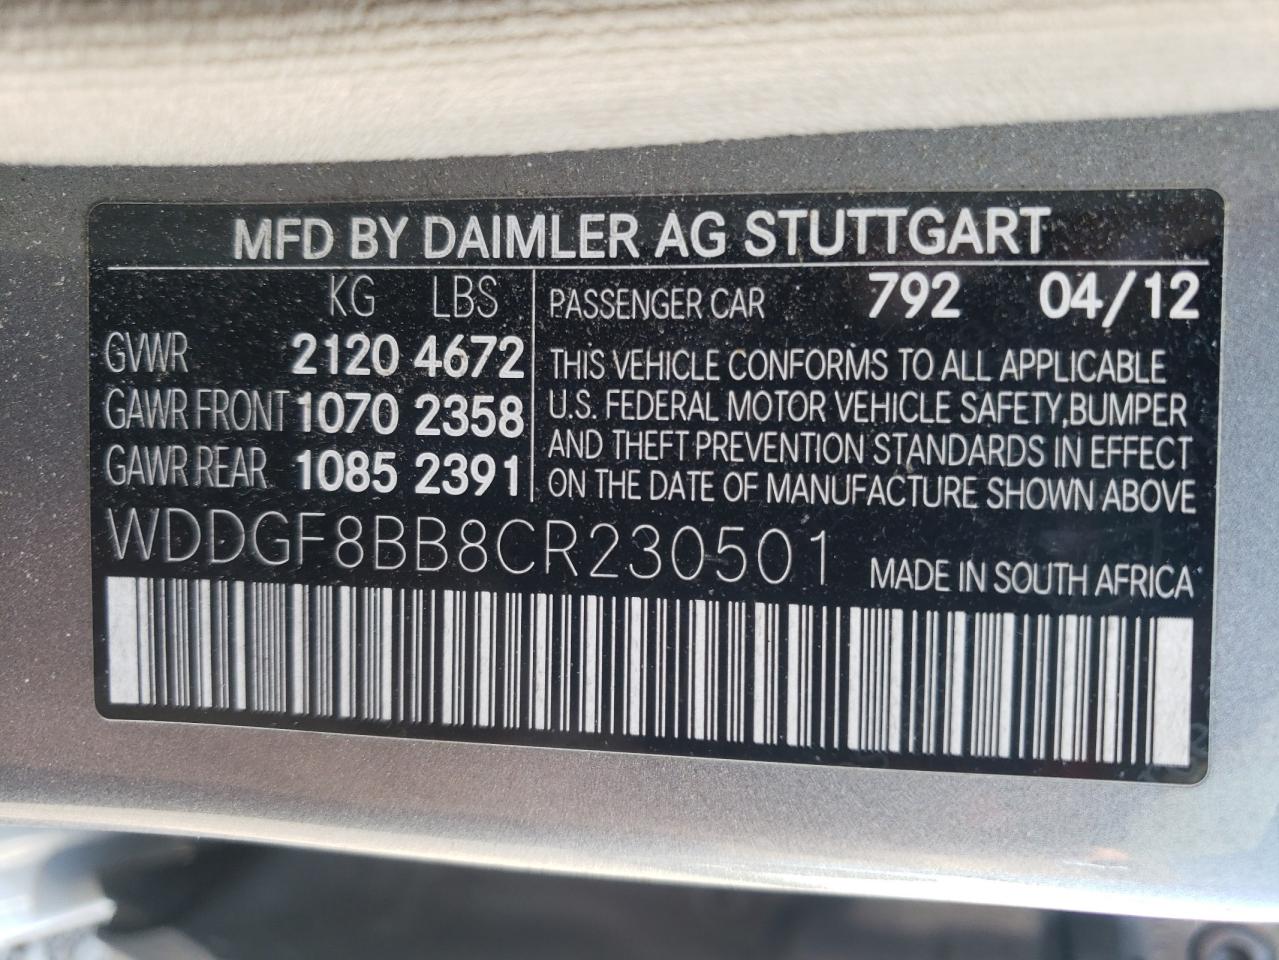 MFD BY DAIMLER AG STUTTGART
KG LBS
GVWR 2120 4672
GAWR FRONT 1070 2358
GAWR REAR 1085 2391
PASSENGER CAR 792 04/12
THIS VEHICLE CONFORMS TO ALL APPLICABLE
U.S. FEDERAL MOTOR VEHICLE SAFETY,BUMPER
AND THEFT PREVENTION STANDARDS IN EFFECT
ON THE DATE OF MANUFACTURE SHOWN ABOVE
WDDGF8BB8CR230501
MADE IN SOUTH AFRICA